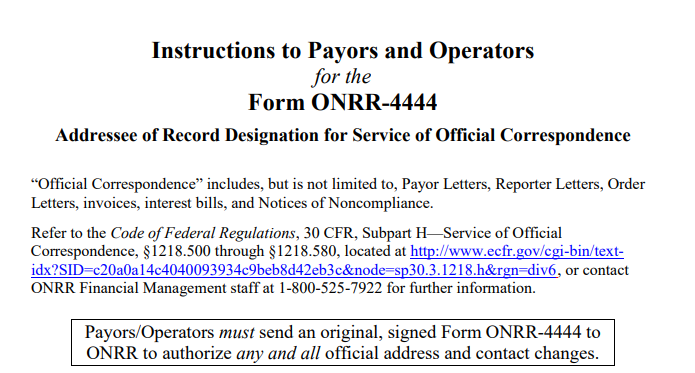 Instructions to Payors and Operators
for the
Form ONRR-4444
Addressee of Record Designation for Service of Official Correspondence
“Official Correspondence” includes, but is not limited to, Payor Letters, Reporter Letters, Order
Letters, invoices, interest bills, and Notices of Noncompliance.
Refer to the Code of Federal Regulations, 30 CFR, Subpart H—Service of Official
Correspondence, §1218.500 through §1218.580, located at http://www.ecfr.gov/cgi-bin/text-
idx?SID=c20a0a14c4040093934c9beb8d42eb3c&node=sp30.3.1218.h&rgn=div6, or contact
ONRR Financial Management staff at 1-800-525-7922 for further information.
Payors/Operators must send an original, signed Form ONRR-4444 to
ONRR to authorize any and all official address and contact changes.